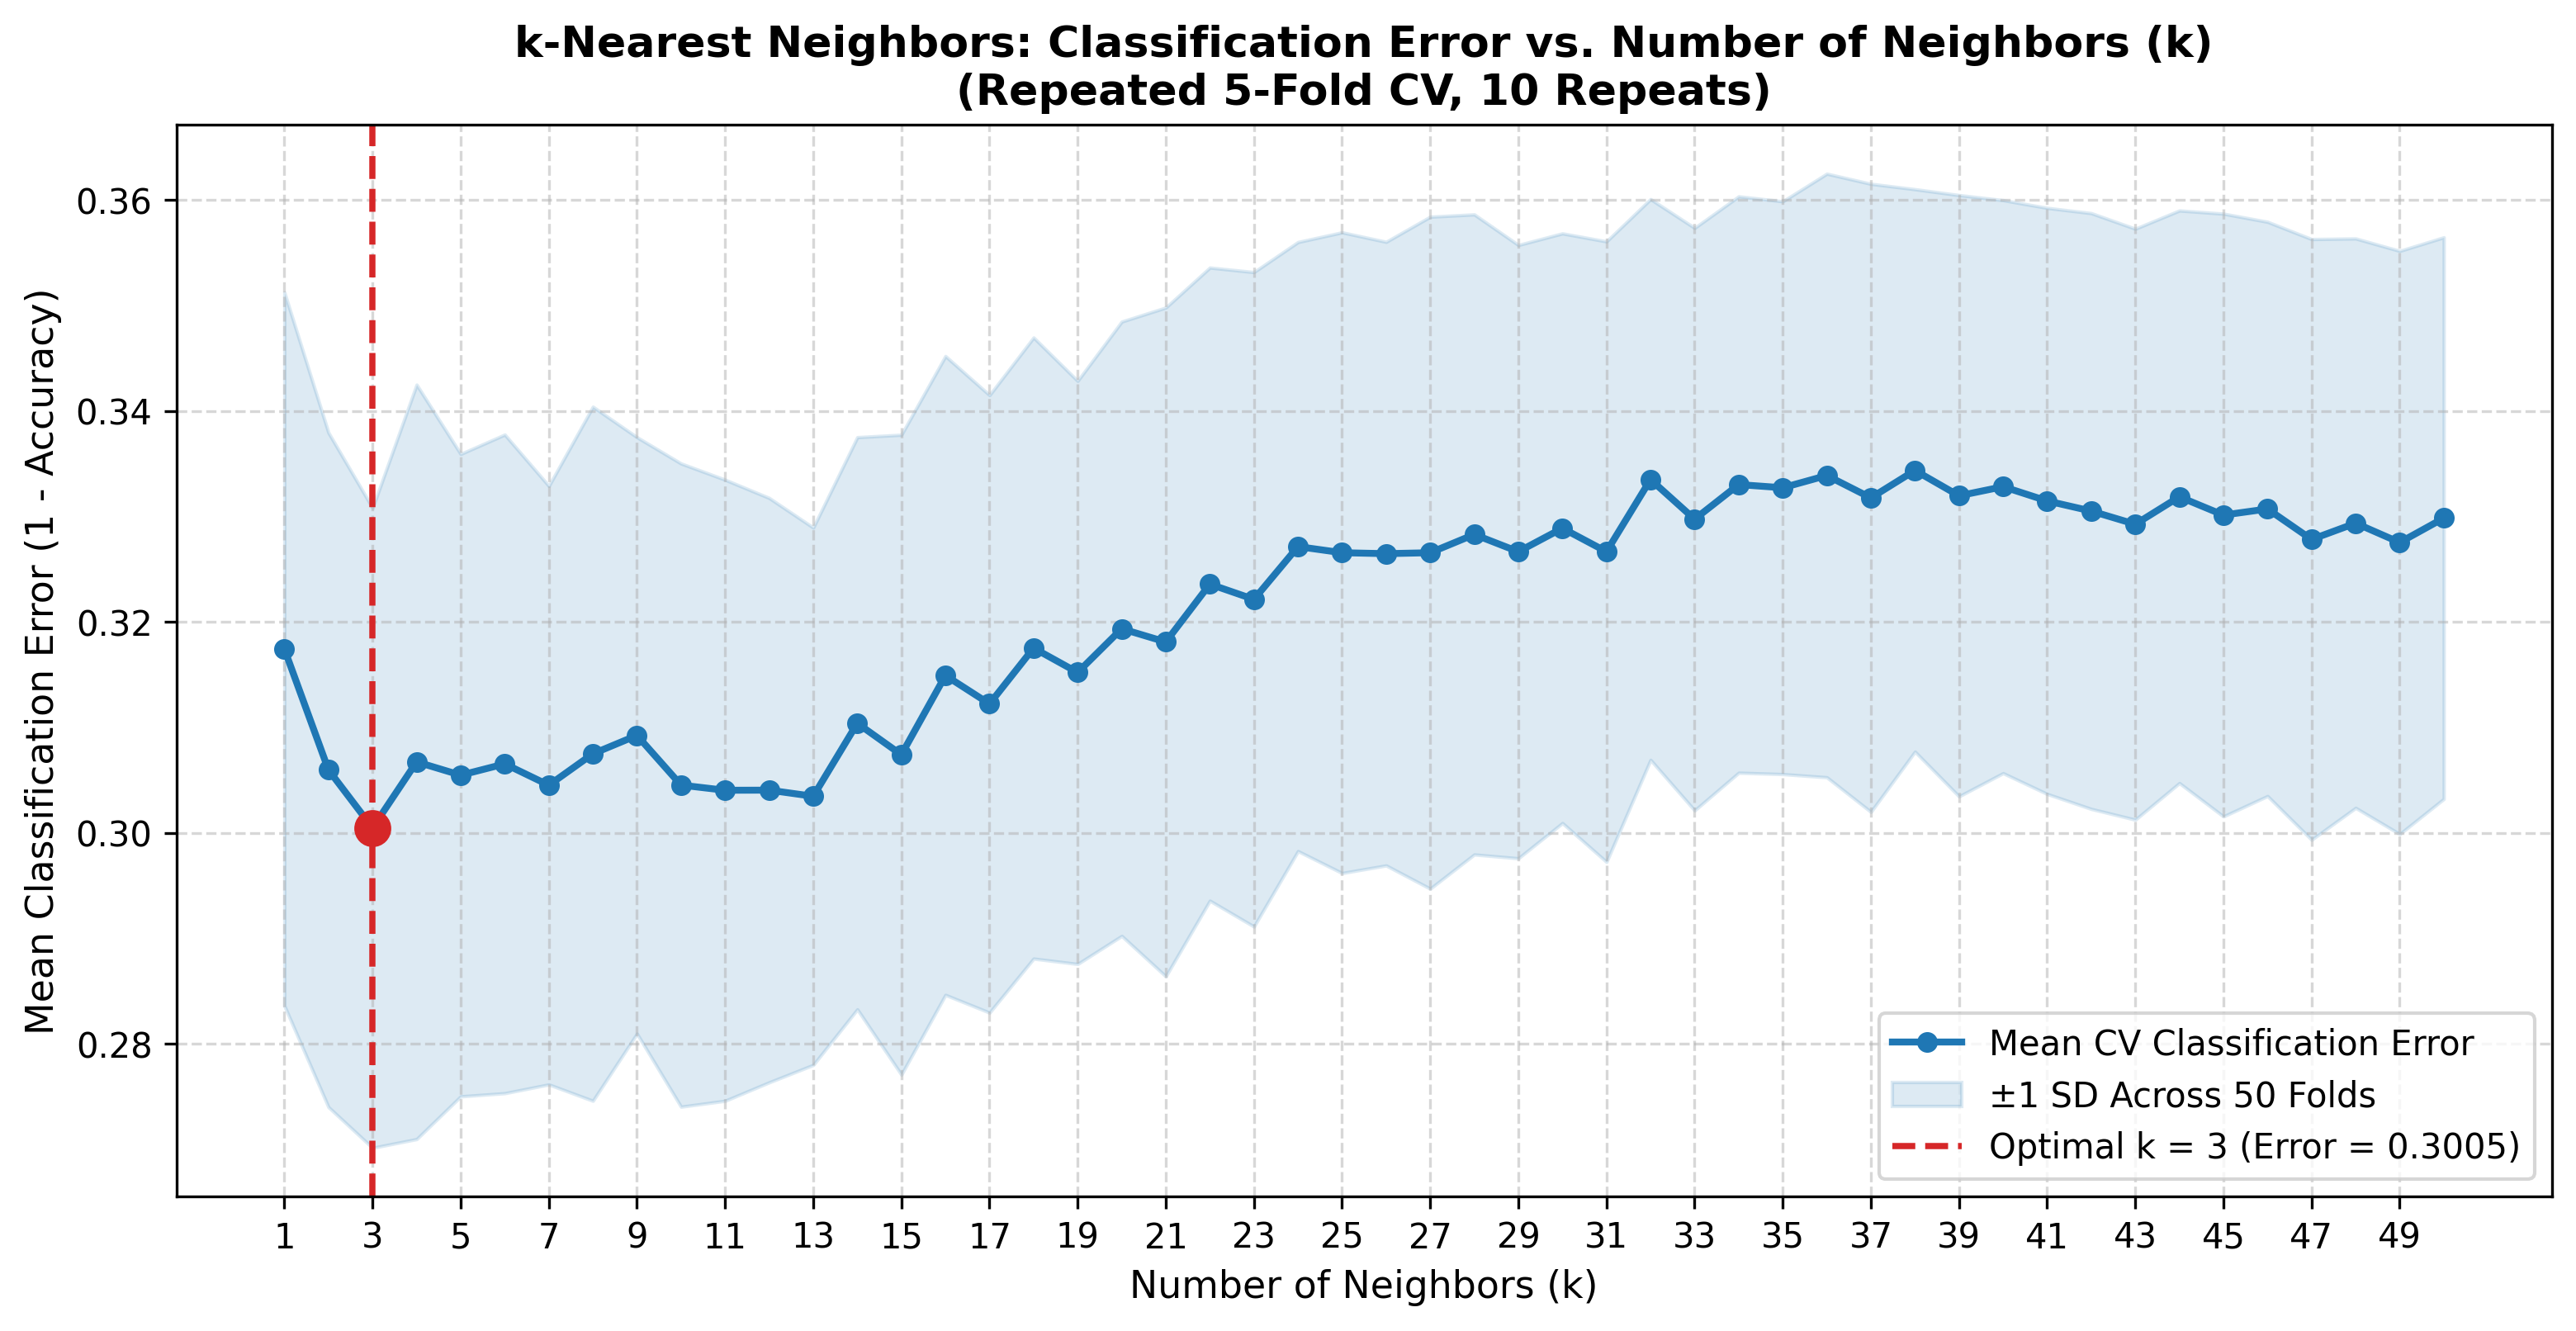 k-Nearest Neighbors: Classification Error vs. Number of Neighbors (k)
(Repeated 5-Fold CV, 10 Repeats)
Mean Classification Error (1 - Accuracy)
0.36
0.34
0.32
0.30
0.28
Mean CV Classification Error
±1 SD Across 50 Folds
Optimal k = 3 (Error = 0.3005)
1 3 5 7 9 11 13 15 17 19 21 23 25 27 29 31 33 35 37 39 41 43 45 47 49
Number of Neighbors (k)